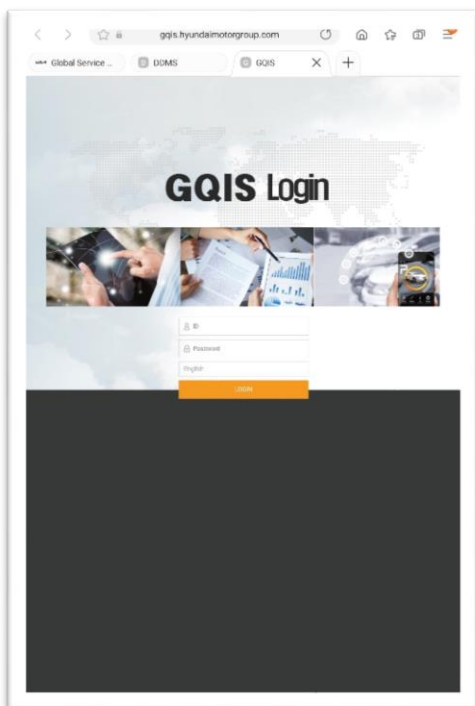 gqis.hyundaimotorgroup.com
Global Service ...
DDMS
GQIS
GQIS Login
ID
Password
English
LOGIN